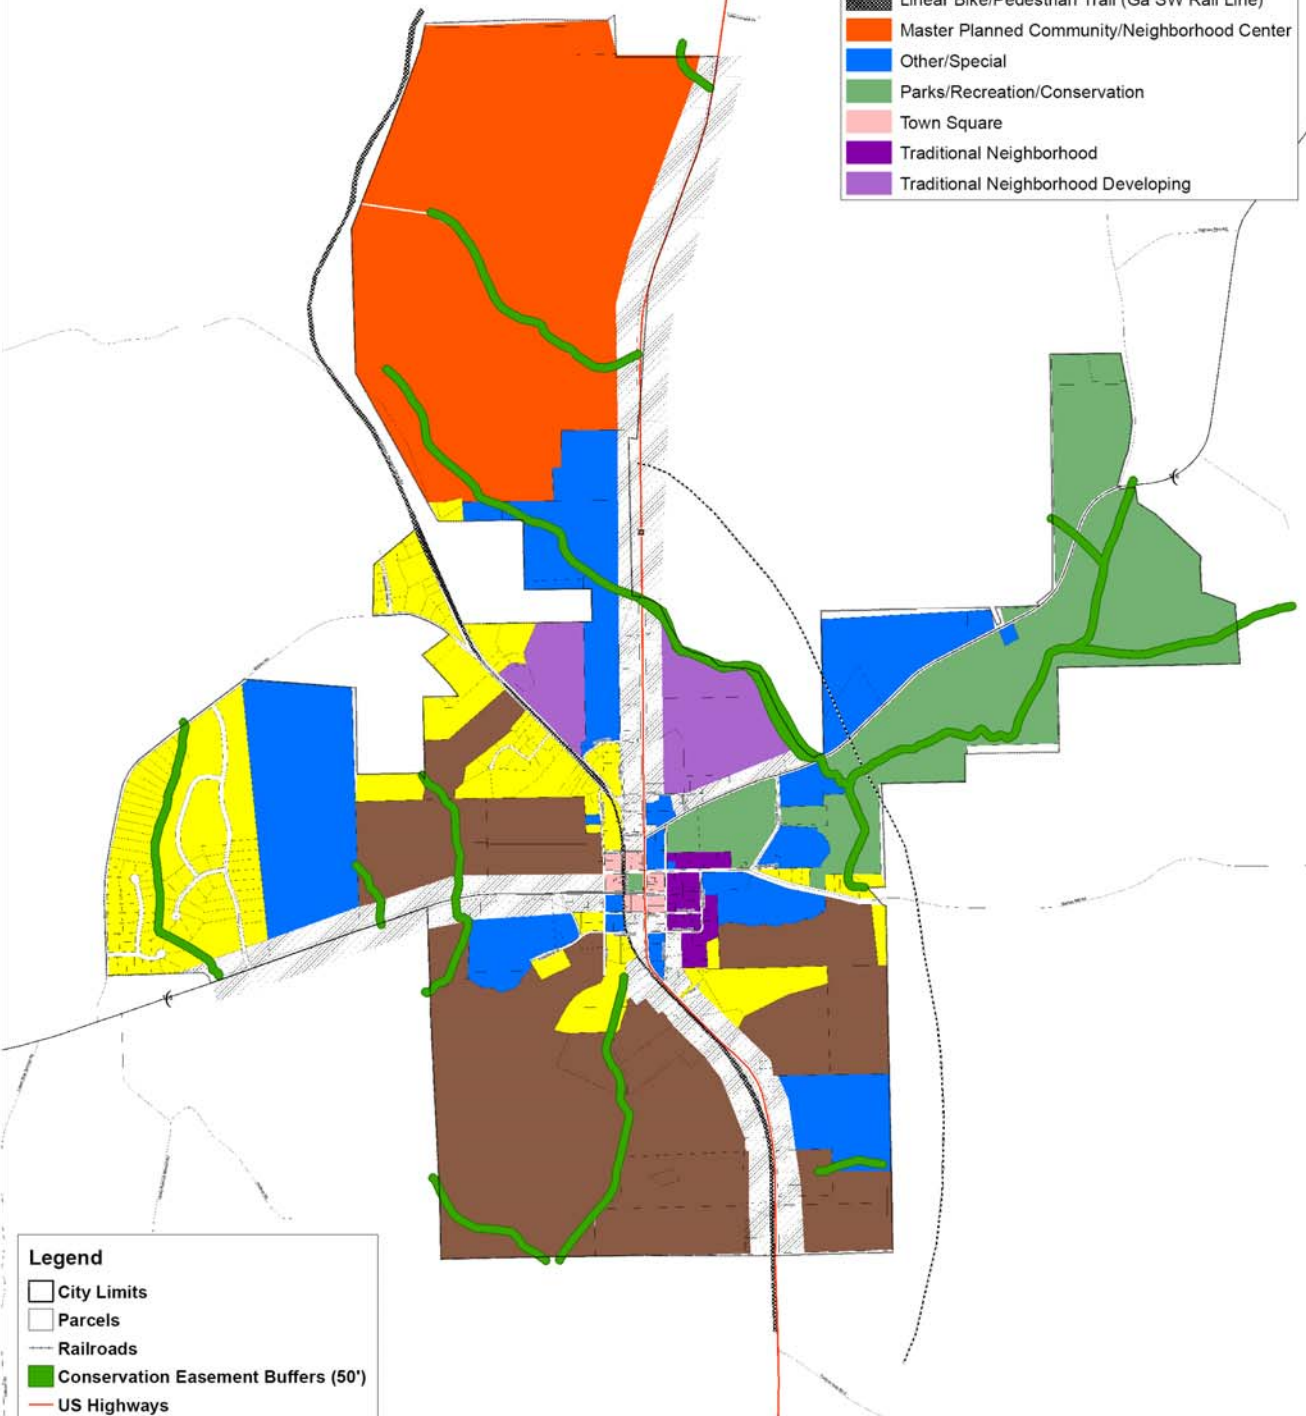 Linear Bike/Pedestrian Trail (Ga SW Rail Line)
Master Planned Community/Neighborhood Center
Other/Special
Parks/Recreation/Conservation
Town Square
Traditional Neighborhood
Traditional Neighborhood Developing
Legend
City Limits
Parcels
Railroads
Conservation Easement Buffers (50')
US Highways